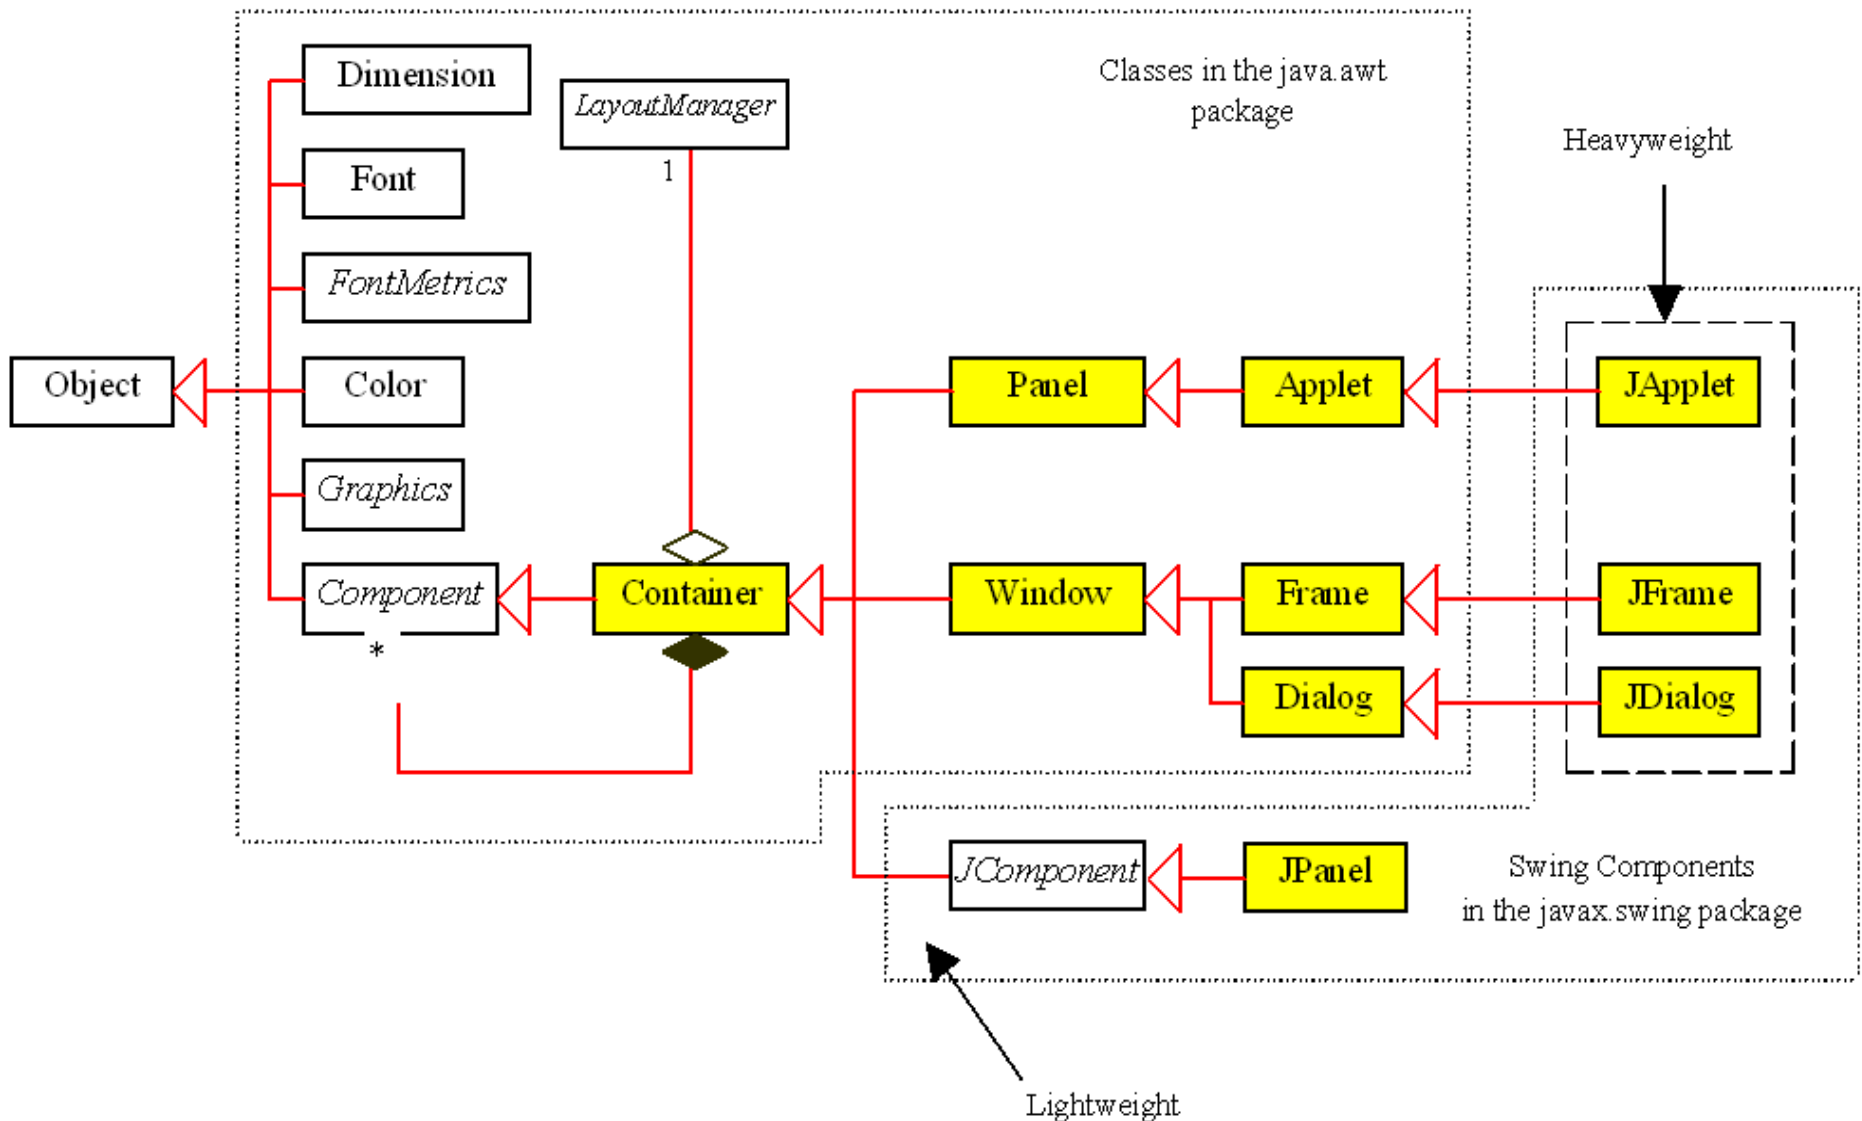 Dimension
LayoutManager
Classes in the java.awt
package
1
Heavyweight
Font
FontMetrics
Object
Color
Panel
Applet
JApplet
Graphics
Component
Container
Window
Frame
JFrame
*
Dialog
JDialog
JComponent
JPanel
Swing Components
in the javax.swing package
Lightweight